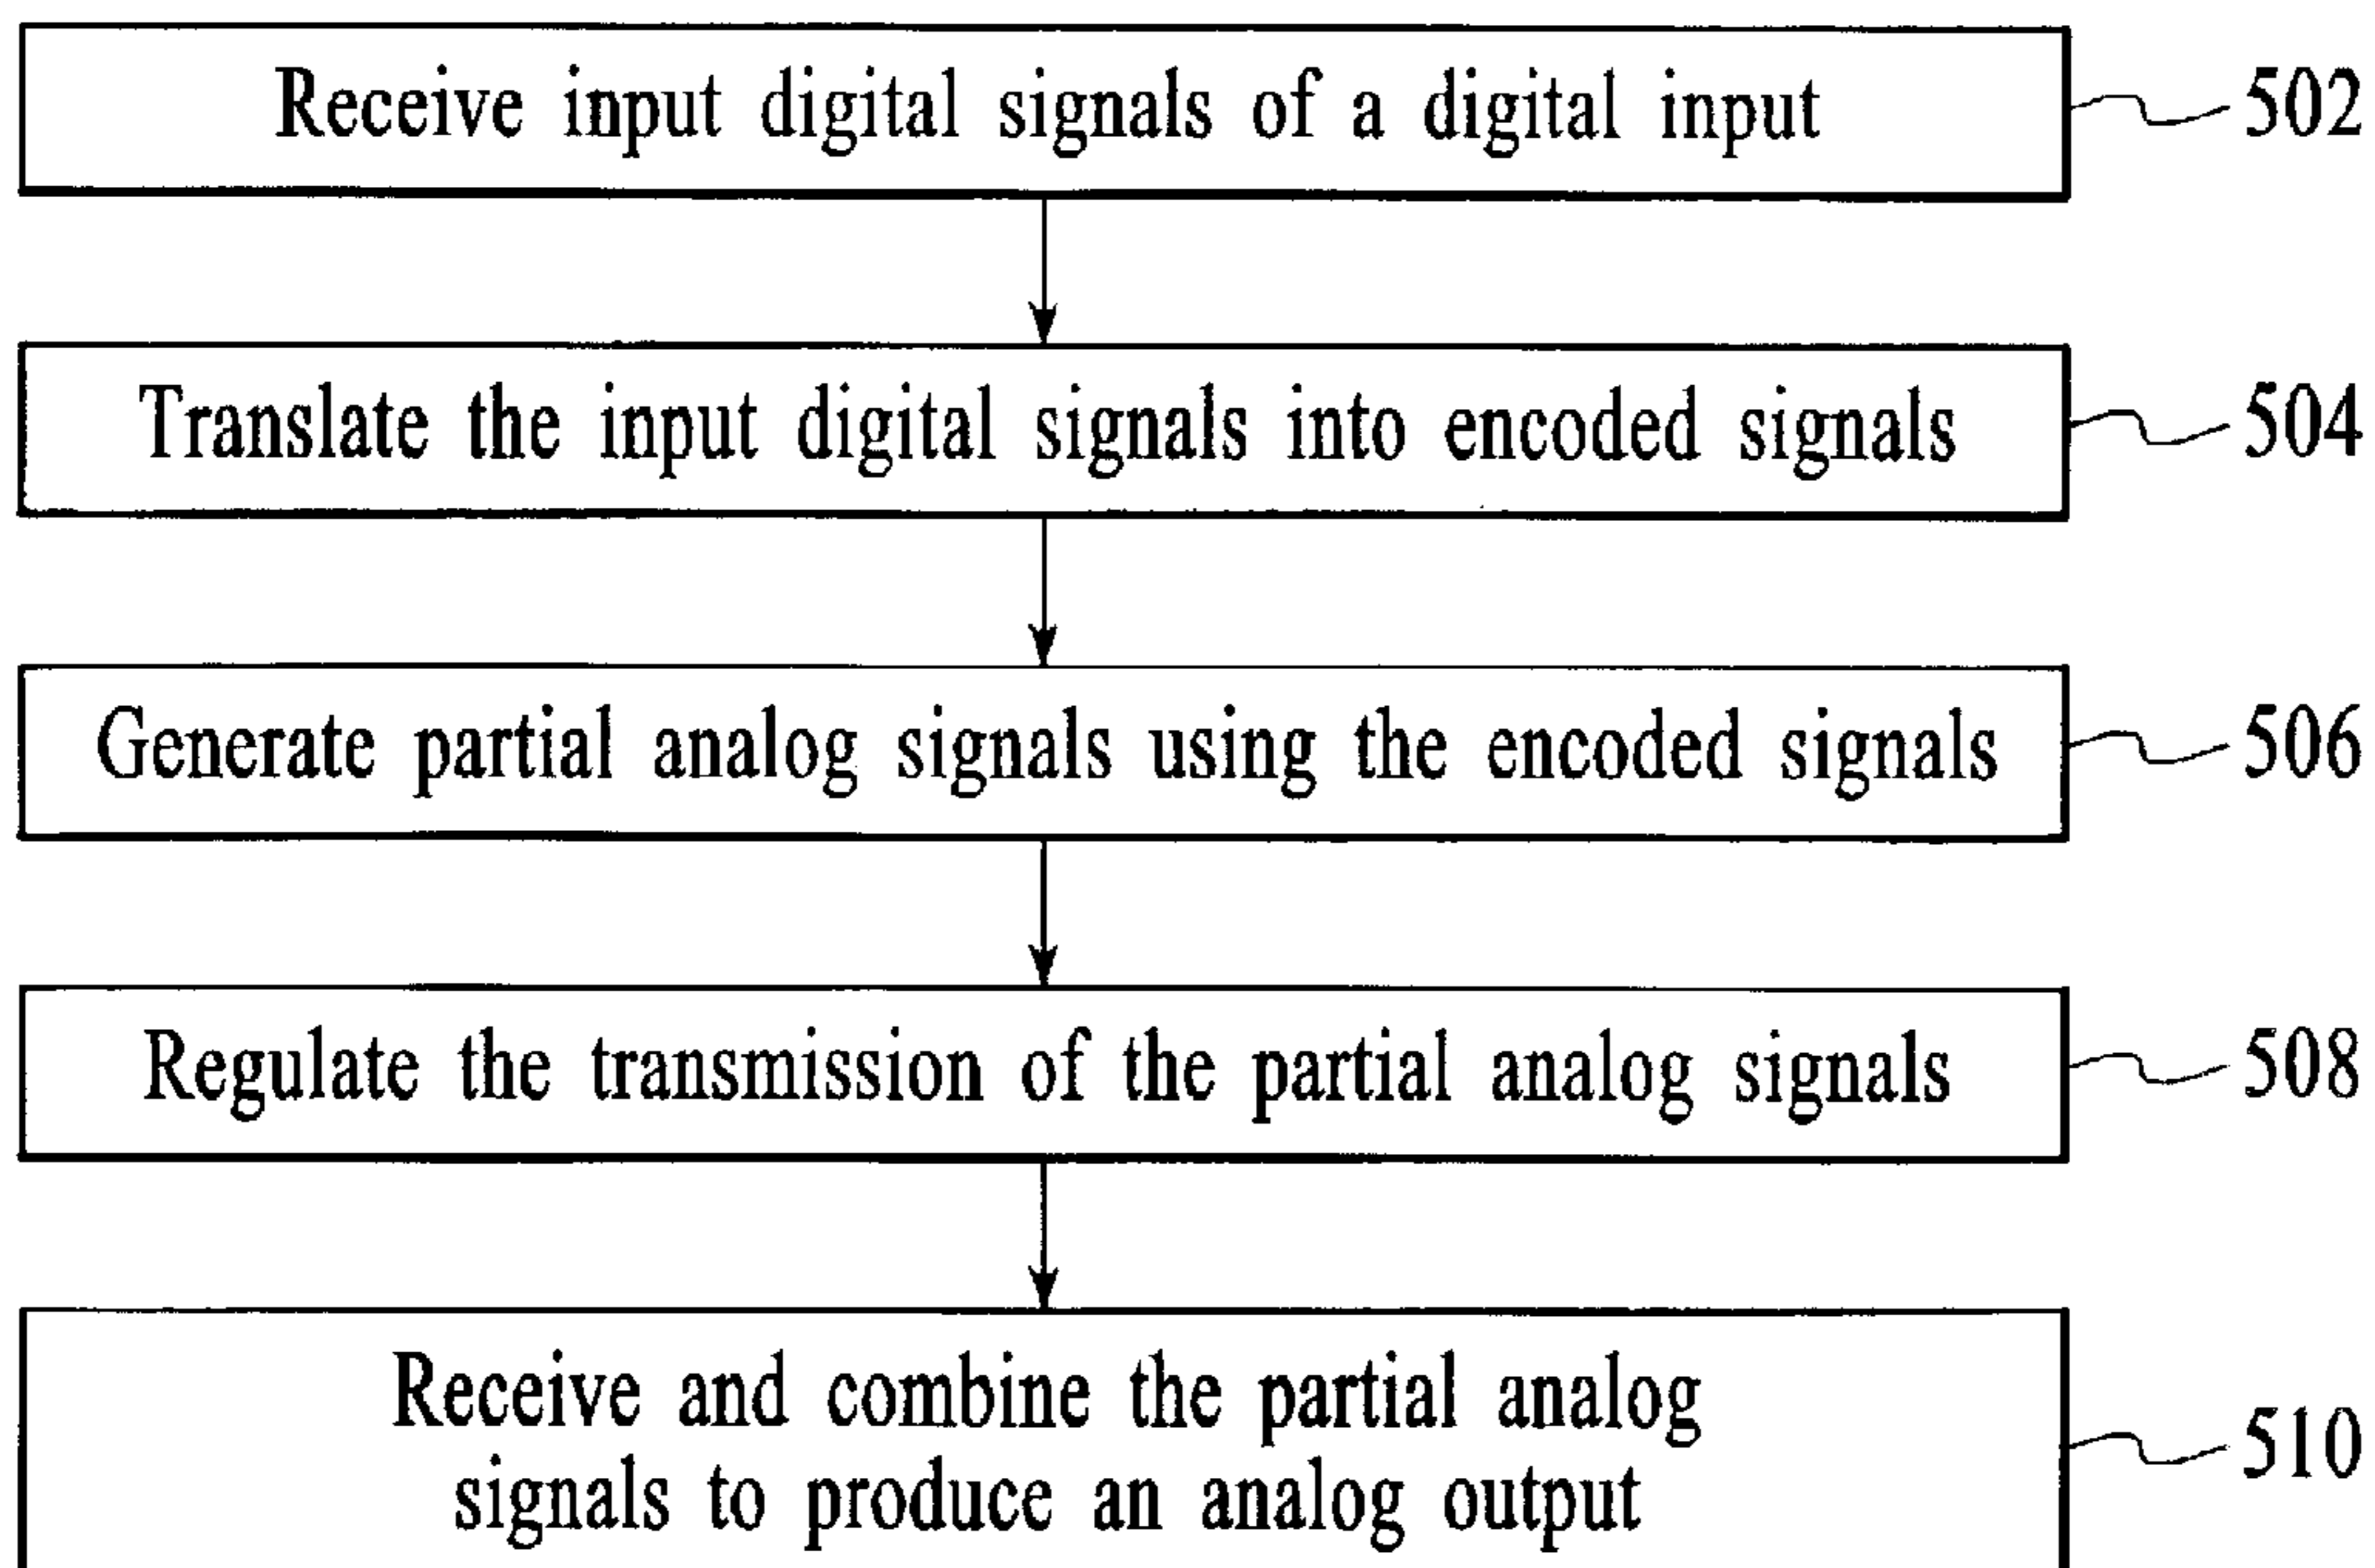 Receive input digital signals of a digital input
502
Translate the input digital signals into encoded signals
504
Generate partial analog signals using the encoded signals
506
Regulate the transmission of the partial analog signals
508
Receive and combine the partial analog
signals to produce an analog output
510